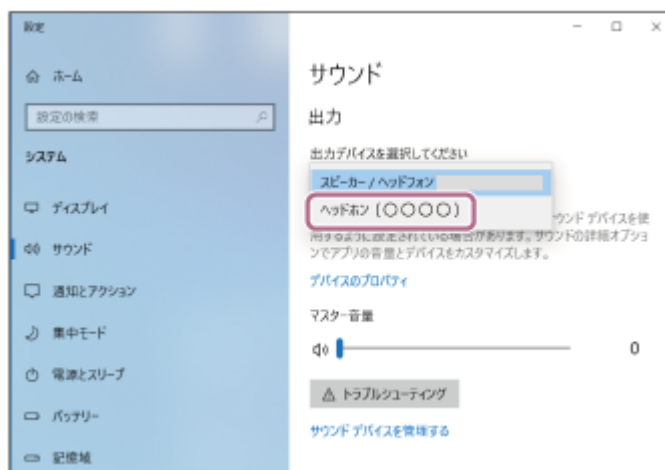 設定
ホーム
設定の検索
システム
ディスプレイ
サウンド
通知とアクション
集中モード
電源とスリープ
バッテリー
記憶域
サウンド
出力
出力デバイスを選択してください
スピーカー / ヘッドフォン
ヘッドホン (〇〇〇〇)
ウンド デバイスを使
用するように設定されている場合があります。サウンドの詳細オプショ
ンでアプリの音量とデバイスをカスタマイズします。
デバイスのプロパティ
マスター音量
0
トラブルシューティング
サウンド デバイスを管理する